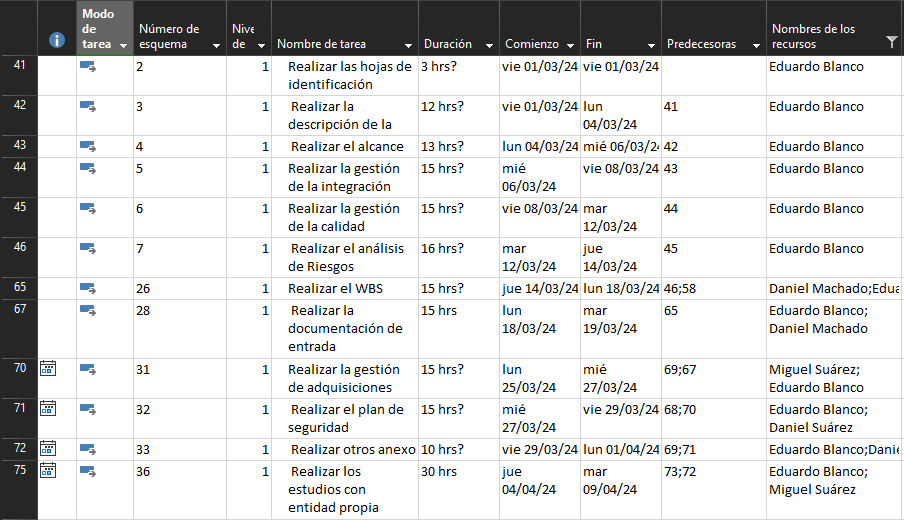 Modo de tarea | Número de esquema | Nive de | Nombre de tarea | Duración | Comienzo | Fin | Predecesoras | Nombres de los recursos
41 | 2 | 1 | Realizar las hojas de identificación | 3 hrs? | vie 01/03/24 | vie 01/03/24 | | Eduardo Blanco
42 | 3 | 1 | Realizar la descripción de la | 12 hrs? | vie 01/03/24 | lun 04/03/24 | 41 | Eduardo Blanco
43 | 4 | 1 | Realizar el alcance | 13 hrs? | lun 04/03/24 | mié 06/03/24 | 42 | Eduardo Blanco
44 | 5 | 1 | Realizar la gestión de la integración | 15 hrs? | mié 06/03/24 | vie 08/03/24 | 43 | Eduardo Blanco
45 | 6 | 1 | Realizar la gestión de la calidad | 15 hrs? | vie 08/03/24 | mar 12/03/24 | 44 | Eduardo Blanco
46 | 7 | 1 | Realizar el análisis de Riesgos | 16 hrs? | mar 12/03/24 | jue 14/03/24 | 45 | Eduardo Blanco
65 | 26 | 1 | Realizar el WBS | 15 hrs? | jue 14/03/24 | lun 18/03/24 | 46;58 | Daniel Machado;Edua
67 | 28 | 1 | Realizar la documentación de entrada | 15 hrs | lun 18/03/24 | mar 19/03/24 | 65 | Eduardo Blanco; Daniel Machado
70 | 31 | 1 | Realizar la gestión de adquisiciones | 15 hrs? | lun 25/03/24 | mié 27/03/24 | 69;67 | Miguel Suárez; Eduardo Blanco
71 | 32 | 1 | Realizar el plan de seguridad | 15 hrs? | mié 27/03/24 | vie 29/03/24 | 68;70 | Eduardo Blanco; Daniel Suárez
72 | 33 | 1 | Realizar otros anexo | 10 hrs? | vie 29/03/24 | lun 01/04/24 | 69;71 | Eduardo Blanco;Danie
75 | 36 | 1 | Realizar los estudios con entidad propia | 30 hrs | jue 04/04/24 | mar 09/04/24 | 73;72 | Eduardo Blanco; Miguel Suárez